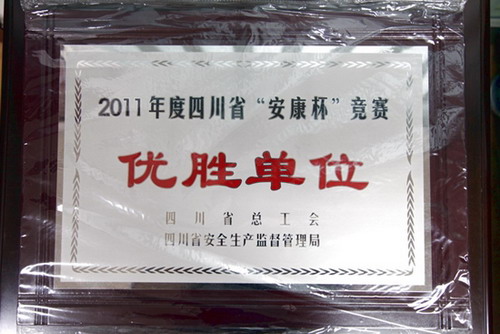 2011年度四川省“安康杯”竞赛
优胜单位
四川省总工会
四川省安全生产监督管理局